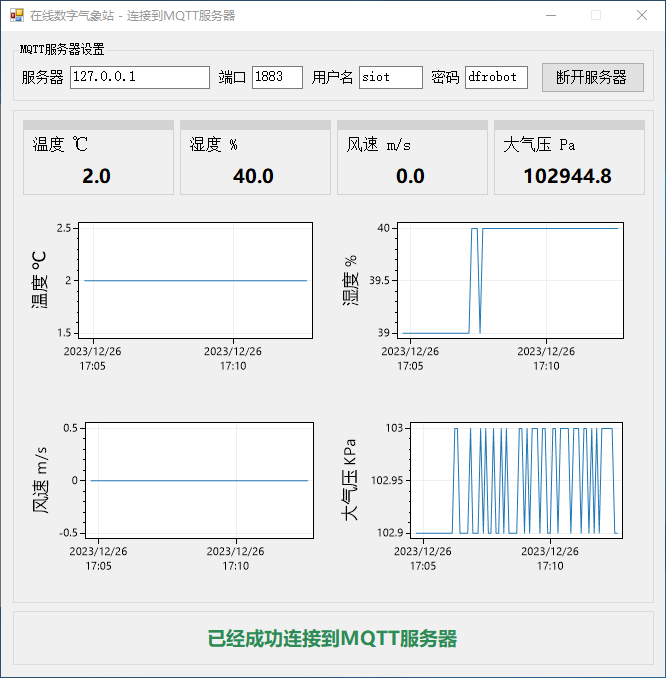 在线数字气象站 - 连接到MQTT服务器
MQTT服务器设置
服务器 127.0.0.1 端口 1883 用户名 siot 密码 dfrobot 断开服务器
温度 ℃
2.0
湿度 %
40.0
风速 m/s
0.0
大气压 Pa
102944.8
温度 ℃
2.5
2
1.5
2023/12/26 2023/12/26
17:05 17:10
湿度 %
40
39.5
39
2023/12/26 2023/12/26
17:05 17:10
风速 m/s
0.5
0
-0.5
2023/12/26 2023/12/26
17:05 17:10
大气压 KPa
103
102.95
102.9
2023/12/26 2023/12/26
17:05 17:10
已经成功连接到MQTT服务器